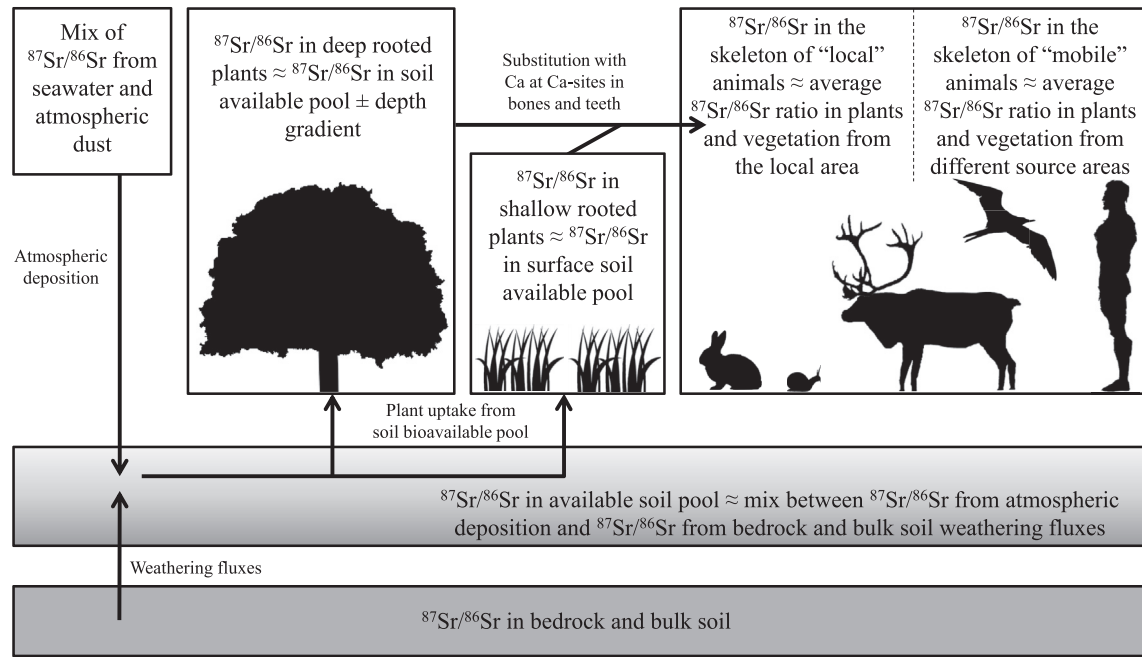 Mix of
⁸⁷Sr/⁸⁶Sr from
seawater and
atmospheric
dust
⁸⁷Sr/⁸⁶Sr in deep rooted
plants ≈ ⁸⁷Sr/⁸⁶Sr in soil
available pool ± depth
gradient
Substitution with
Ca at Ca-sites in
bones and teeth
⁸⁷Sr/⁸⁶Sr in the
skeleton of “local”
animals ≈ average
⁸⁷Sr/⁸⁶Sr ratio in plants
and vegetation from
the local area
⁸⁷Sr/⁸⁶Sr in the
skeleton of “mobile”
animals ≈ average
⁸⁷Sr/⁸⁶Sr ratio in plants
and vegetation from
different source areas
⁸⁷Sr/⁸⁶Sr in
shallow rooted
plants ≈ ⁸⁷Sr/⁸⁶Sr
in surface soil
available pool
Atmospheric
deposition
Plant uptake from
soil bioavailable pool
⁸⁷Sr/⁸⁶Sr in available soil pool ≈ mix between ⁸⁷Sr/⁸⁶Sr from atmospheric
deposition and ⁸⁷Sr/⁸⁶Sr from bedrock and bulk soil weathering fluxes
Weathering fluxes
⁸⁷Sr/⁸⁶Sr in bedrock and bulk soil